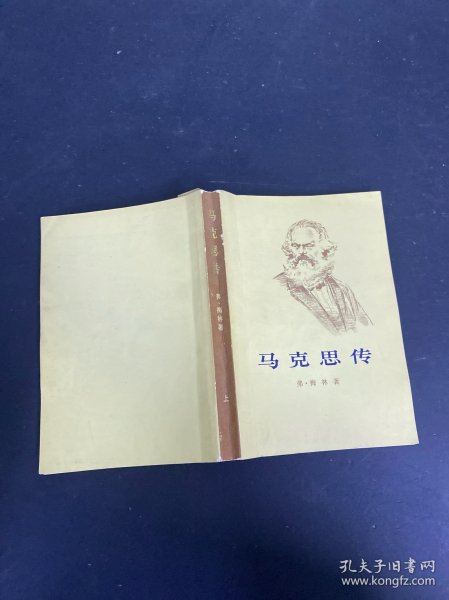 马克思传
弗·梅林著
上
马克思传
弗·梅林 著
孔夫子旧书网
www.kongfz.com